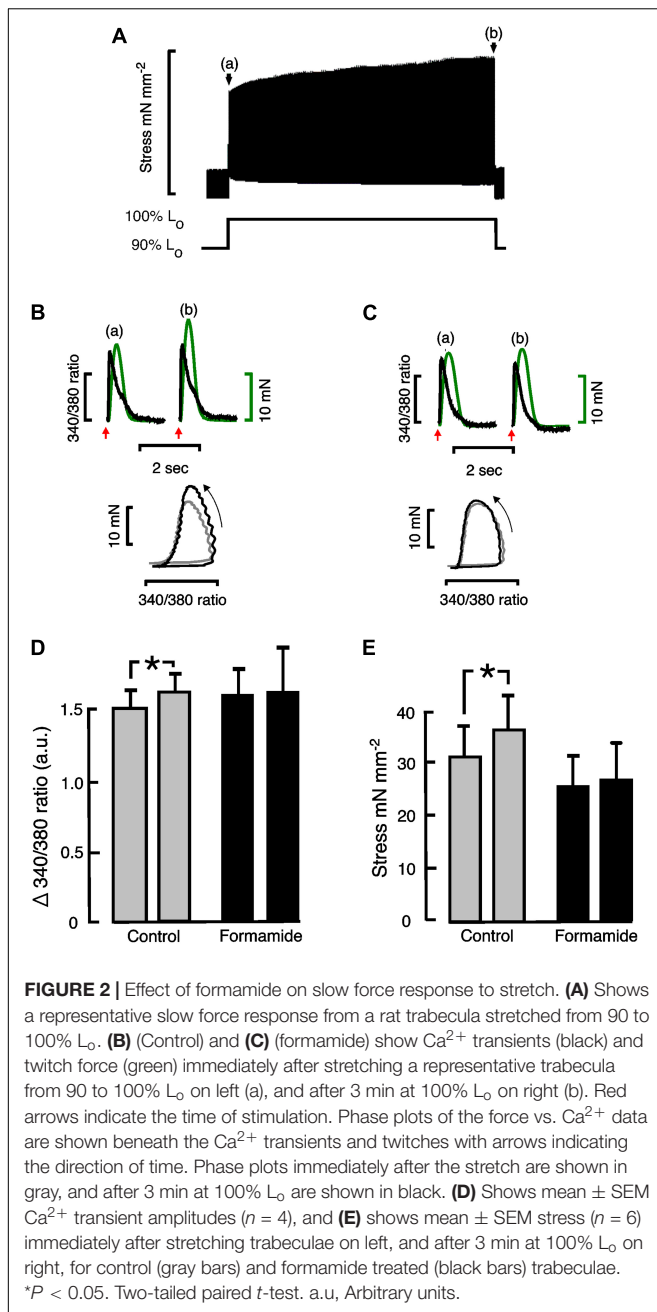 A
(a)
(b)
Stress mN mm-2
100% Lo
90% Lo
B
(a)
(b)
340/380 ratio
10 mN
2 sec
10 mN
340/380 ratio
C
(a)
(b)
340/380 ratio
10 mN
2 sec
10 mN
340/380 ratio
D
*
Δ 340/380 ratio (a.u.)
1.5
1.0
0.5
0
Control
Formamide
E
*
Stress mN mm-2
40
30
20
10
0
Control
Formamide
FIGURE 2 | Effect of formamide on slow force response to stretch. (A) Shows
a representative slow force response from a rat trabecula stretched from 90 to
100% Lo. (B) (Control) and (C) (formamide) show Ca2+ transients (black) and
twitch force (green) immediately after stretching a representative trabecula
from 90 to 100% Lo on left (a), and after 3 min at 100% Lo on right (b). Red
arrows indicate the time of stimulation. Phase plots of the force vs. Ca2+ data
are shown beneath the Ca2+ transients and twitches with arrows indicating
the direction of time. Phase plots immediately after the stretch are shown in
gray, and after 3 min at 100% Lo are shown in black. (D) Shows mean ± SEM
Ca2+ transient amplitudes (n = 4), and (E) shows mean ± SEM stress (n = 6)
immediately after stretching trabeculae on left, and after 3 min at 100% Lo on
right, for control (gray bars) and formamide treated (black bars) trabeculae.
*P < 0.05. Two-tailed paired t-test. a.u, Arbitrary units.